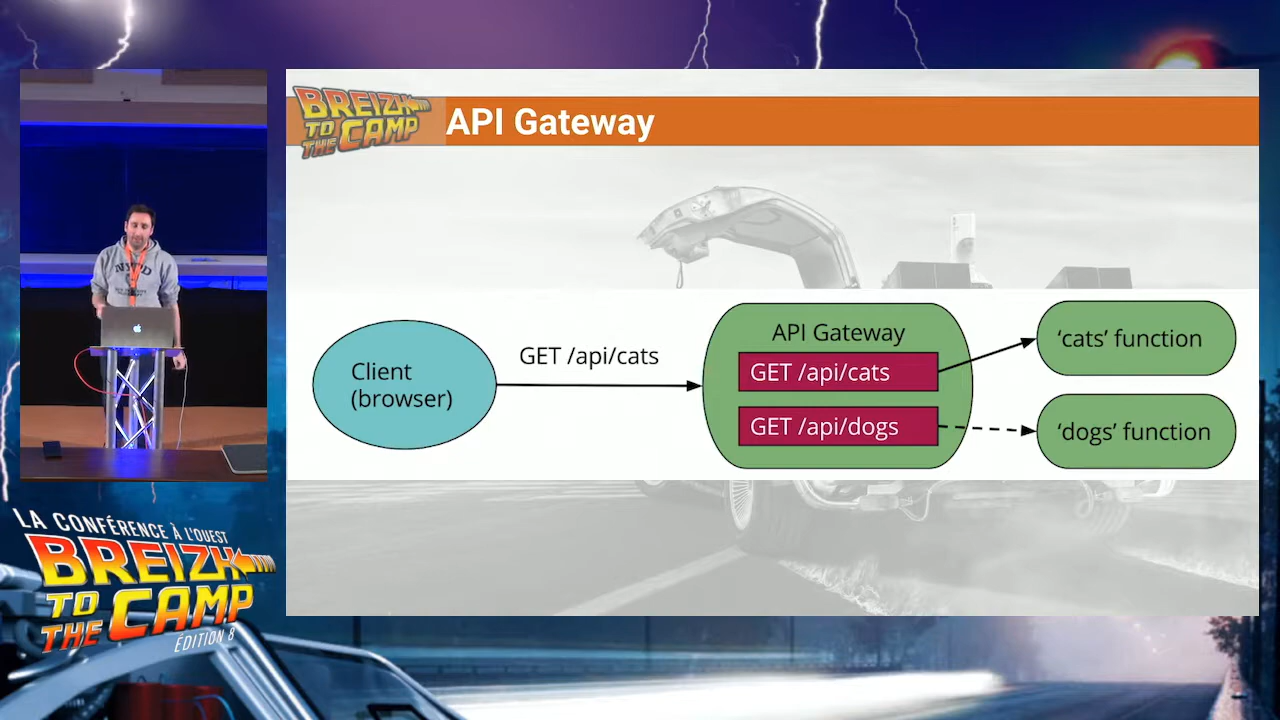 BREIZH
TO
THE CAMP
API Gateway
Client
(browser)
GET /api/cats
API Gateway
GET /api/cats
GET /api/dogs
‘cats’ function
‘dogs’ function
LA CONFÉRENCE À L'OUEST
BREIZH
TO
THE CAMP
ÉDITION 8